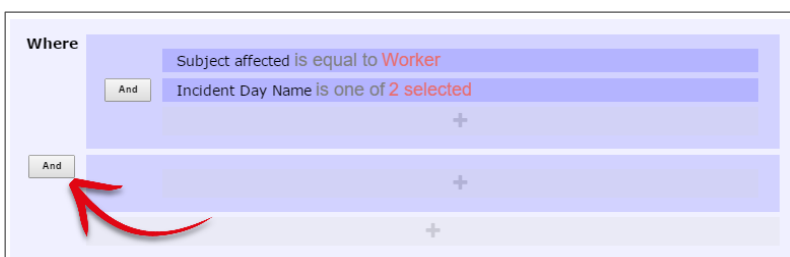 Where
Subject affected is equal to Worker
And
Incident Day Name is one of 2 selected
+
And
+
+